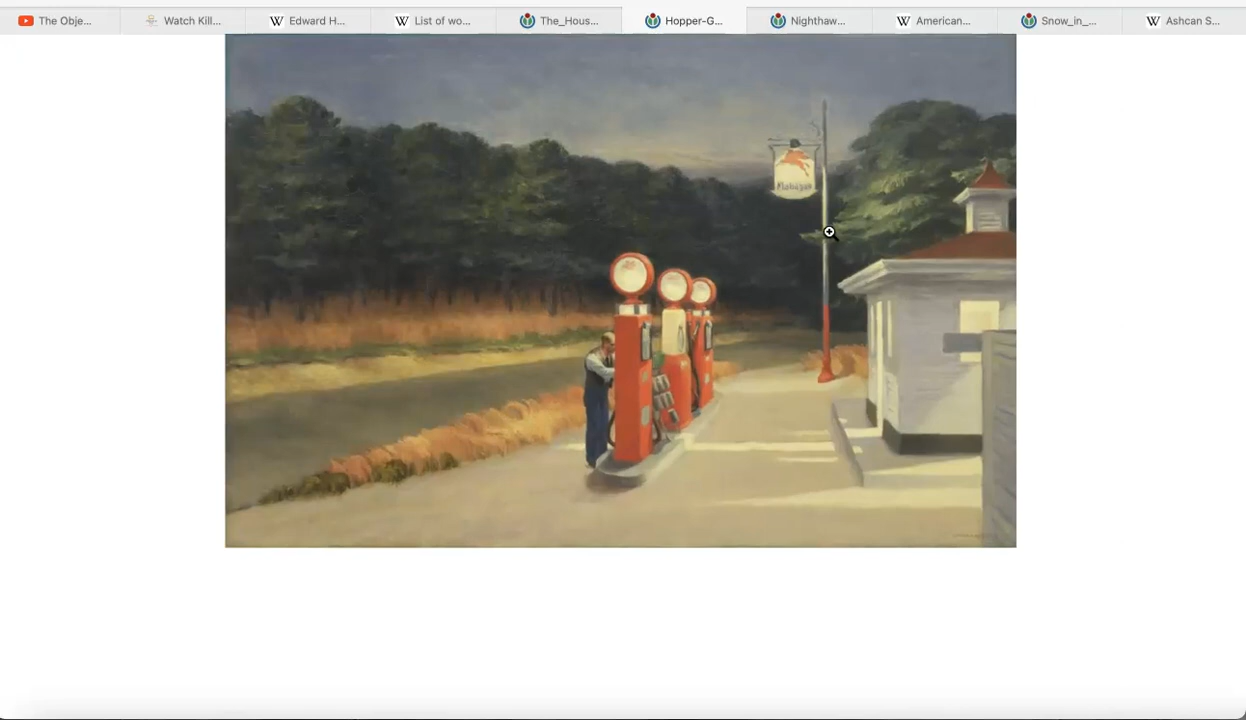 The Obje...
Watch Kill...
Edward H...
List of wo...
The_Hous...
Hopper-G...
Nighthaw...
American...
Snow_in_...
Ashcan S...